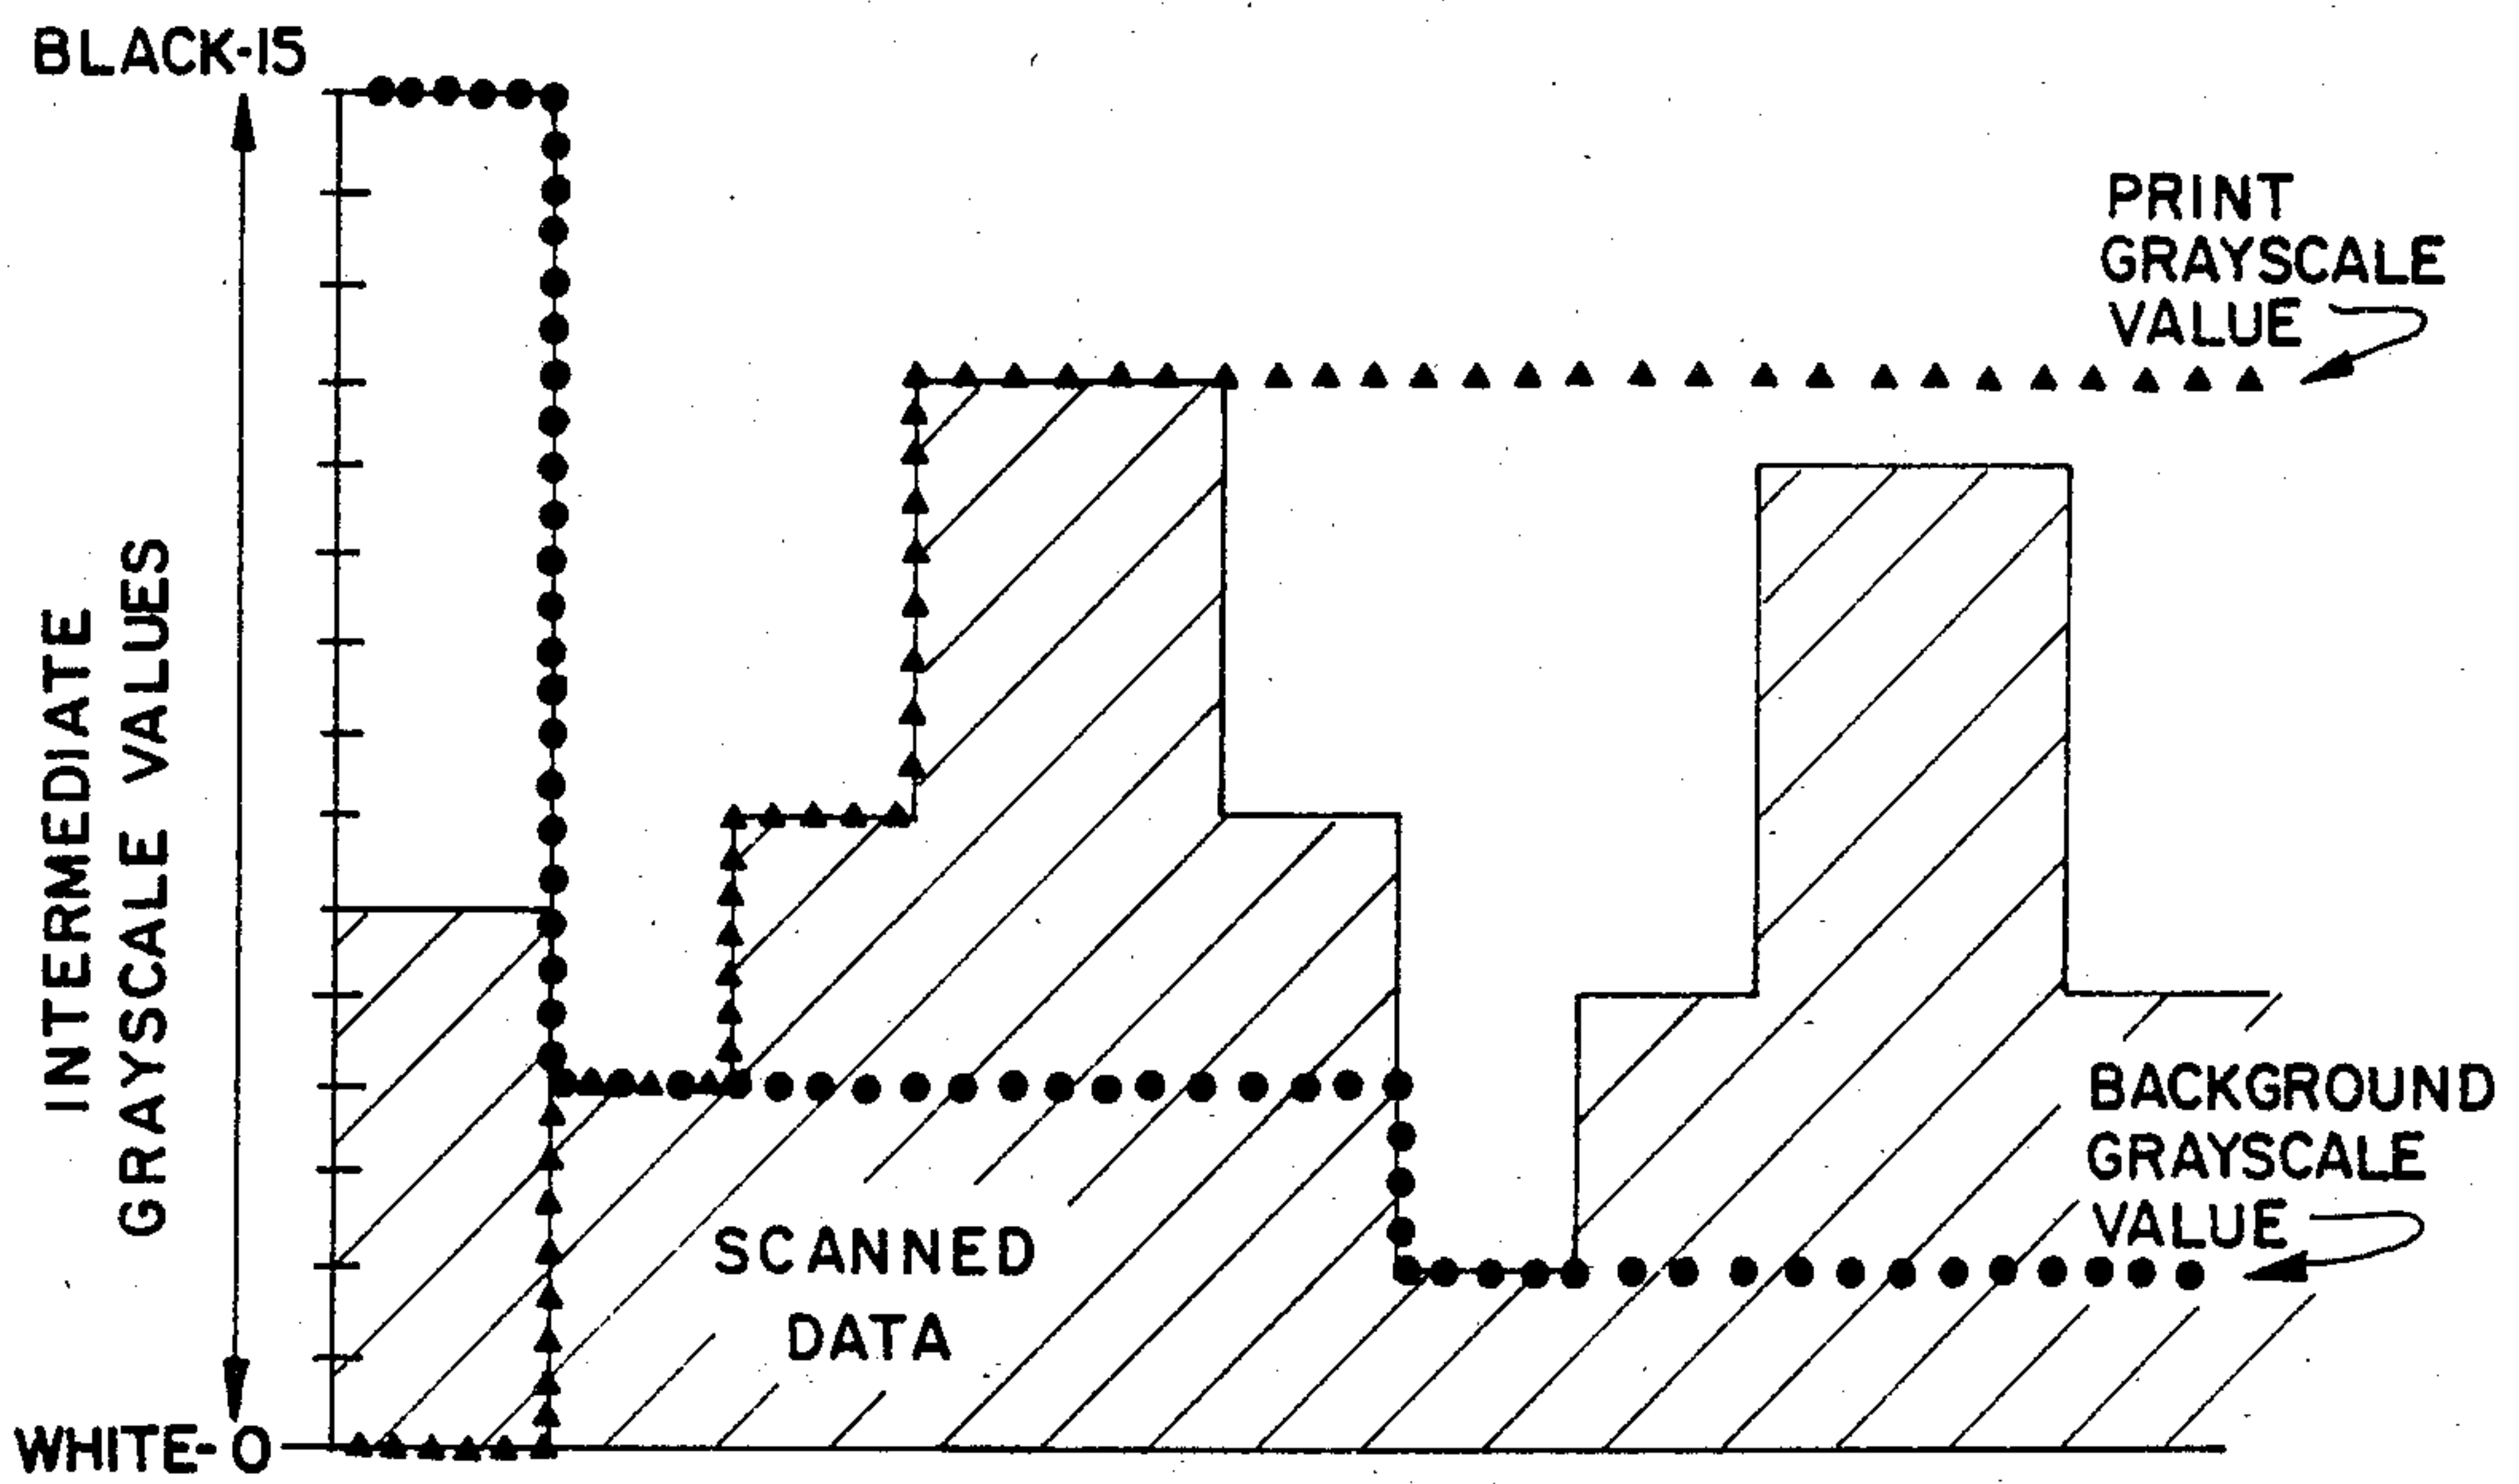 BLACK-15
PRINT
GRAYSCALE
VALUE
INTERMEDIATE
GRAYSCALE VALUES
BACKGROUND
GRAYSCALE
VALUE
SCANNED
DATA
WHITE-0